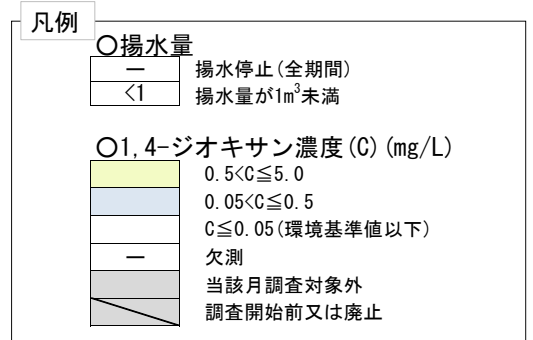 凡例
○揚水量
― 揚水停止(全期間)
<1 揚水量が1m³未満
○1,4-ジオキサン濃度(C)(mg/L)
0.5<C≦5.0
0.05<C≦0.5
C≦0.05(環境基準値以下)
― 欠測
当該月調査対象外
調査開始前又は廃止